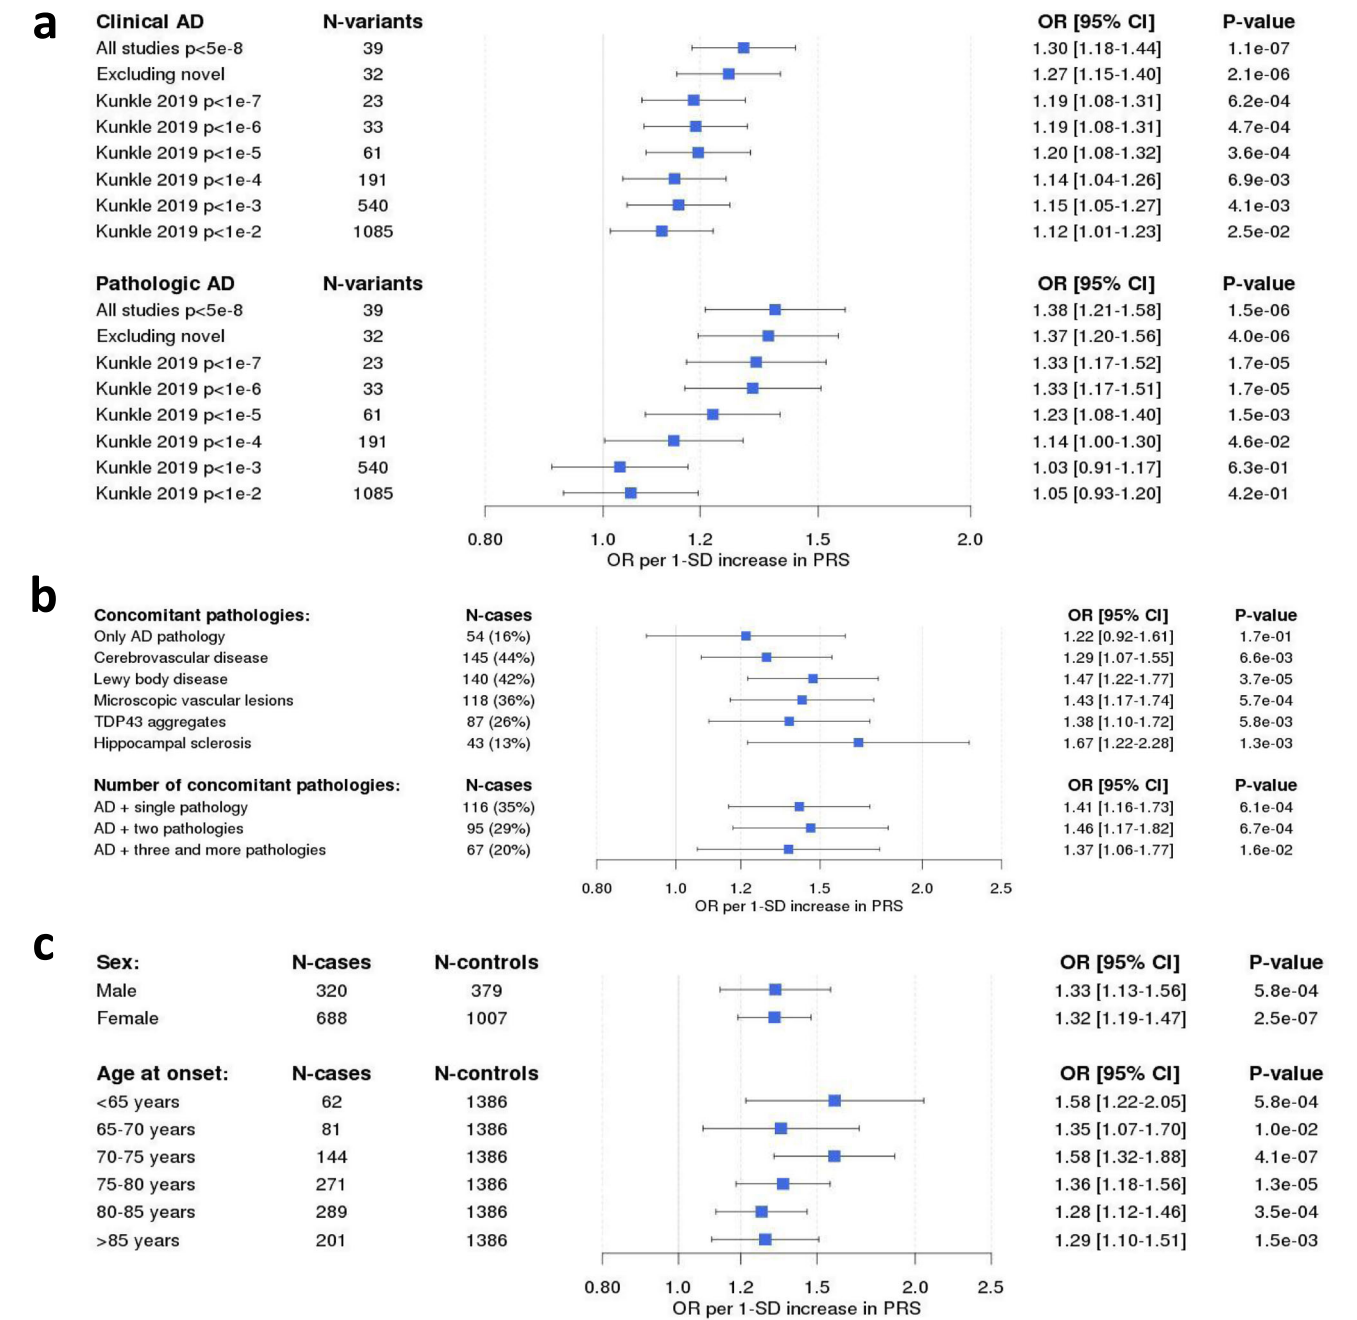 a
Clinical AD N-variants OR [95% CI] P-value
All studies p<5e-8 39 1.30 [1.18-1.44] 1.1e-07
Excluding novel 32 1.27 [1.15-1.40] 2.1e-06
Kunkle 2019 p<1e-7 23 1.19 [1.08-1.31] 6.2e-04
Kunkle 2019 p<1e-6 33 1.19 [1.08-1.31] 4.7e-04
Kunkle 2019 p<1e-5 61 1.20 [1.08-1.32] 3.6e-04
Kunkle 2019 p<1e-4 191 1.14 [1.04-1.26] 6.9e-03
Kunkle 2019 p<1e-3 540 1.15 [1.05-1.27] 4.1e-03
Kunkle 2019 p<1e-2 1085 1.12 [1.01-1.23] 2.5e-02
Pathologic AD N-variants OR [95% CI] P-value
All studies p<5e-8 39 1.38 [1.21-1.58] 1.5e-06
Excluding novel 32 1.37 [1.20-1.56] 4.0e-06
Kunkle 2019 p<1e-7 23 1.33 [1.17-1.52] 1.7e-05
Kunkle 2019 p<1e-6 33 1.33 [1.17-1.51] 1.7e-05
Kunkle 2019 p<1e-5 61 1.23 [1.08-1.40] 1.5e-03
Kunkle 2019 p<1e-4 191 1.14 [1.00-1.30] 4.6e-02
Kunkle 2019 p<1e-3 540 1.03 [0.91-1.17] 6.3e-01
Kunkle 2019 p<1e-2 1085 1.05 [0.93-1.20] 4.2e-01
0.80 1.0 1.2 1.5 2.0
OR per 1-SD increase in PRS
b
Concomitant pathologies: N-cases OR [95% CI] P-value
Only AD pathology 54 (16%) 1.22 [0.92-1.61] 1.7e-01
Cerebrovascular disease 145 (44%) 1.29 [1.07-1.55] 6.6e-03
Lewy body disease 140 (42%) 1.47 [1.22-1.77] 3.7e-05
Microscopic vascular lesions 118 (36%) 1.43 [1.17-1.74] 5.7e-04
TDP43 aggregates 87 (26%) 1.38 [1.10-1.72] 5.8e-03
Hippocampal sclerosis 43 (13%) 1.67 [1.22-2.28] 1.3e-03
Number of concomitant pathologies: N-cases OR [95% CI] P-value
AD + single pathology 116 (35%) 1.41 [1.16-1.73] 6.1e-04
AD + two pathologies 95 (29%) 1.46 [1.17-1.82] 6.7e-04
AD + three and more pathologies 67 (20%) 1.37 [1.06-1.77] 1.6e-02
0.80 1.0 1.2 1.5 2.0 2.5
OR per 1-SD increase in PRS
c
Sex: N-cases N-controls OR [95% CI] P-value
Male 320 379 1.33 [1.13-1.56] 5.8e-04
Female 688 1007 1.32 [1.19-1.47] 2.5e-07
Age at onset: N-cases N-controls OR [95% CI] P-value
<65 years 62 1386 1.58 [1.22-2.05] 5.8e-04
65-70 years 81 1386 1.35 [1.07-1.70] 1.0e-02
70-75 years 144 1386 1.58 [1.32-1.88] 4.1e-07
75-80 years 271 1386 1.36 [1.18-1.56] 1.3e-05
80-85 years 289 1386 1.28 [1.12-1.46] 3.5e-04
>85 years 201 1386 1.29 [1.10-1.51] 1.5e-03
0.80 1.0 1.2 1.5 2.0 2.5
OR per 1-SD increase in PRS